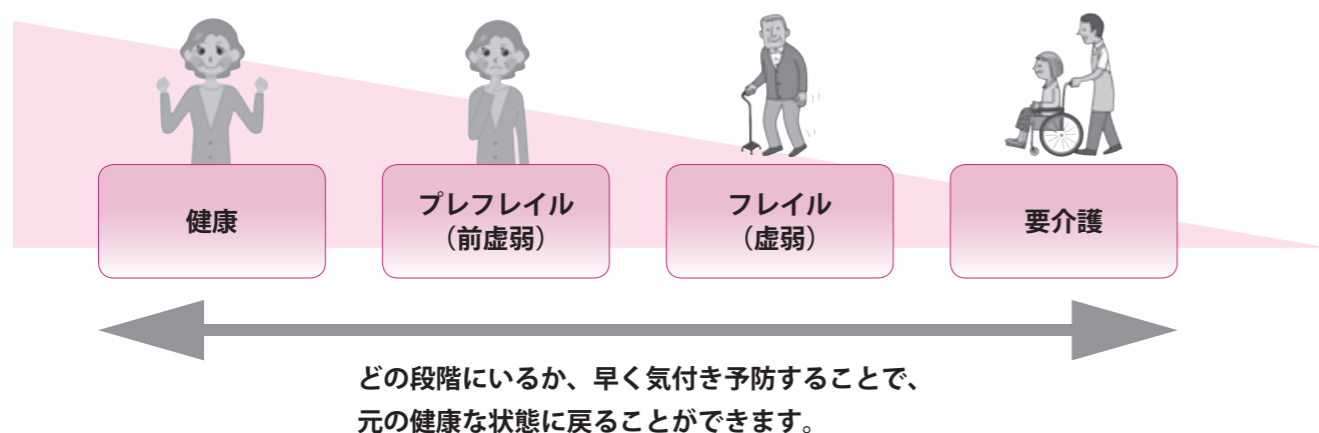 健康
プレフレイル
（前虚弱）
フレイル
（虚弱）
要介護
どの段階にいるか、早く気付き予防することで、
元の健康な状態に戻ることができます。